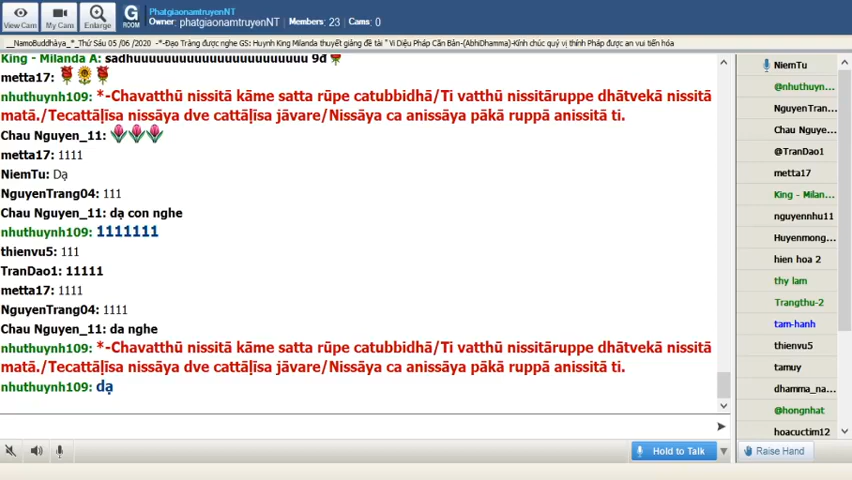 View Cam
My Cam
Enlarge
G
ROOM
PhatgiaonamtruyenNT
Owner: phatgiaonamtruyenNT | Members: 23 | Cams: 0
__NamoBuddhàya_*_Thứ Sáu 05 /06 /2020 -*-Đạo Tràng được nghe GS: Huynh King Milanda thuyết giảng đề tài " Vi Diệu Pháp Căn Bản-{AbhiDhamma}-Kính chúc quý vị thính Pháp được an vui tiến hóa
King - Milanda A: sadhuuuuuuuuuuuuuuuuuuuuuuu 9đ
metta17:
nhuthuynh109: *-Chavatthū nissitā kāme satta rūpe catubbidhā/Ti vatthū nissitāruppe dhātvekā nissitā
matā./Tecattāḷīsa nissāya dve cattāḷīsa jāvare/Nissāya ca anissāya pākā ruppā anissitā ti.
Chau Nguyen_11:
metta17: 1111
NiemTu: Dạ
NguyenTrang04: 111
Chau Nguyen_11: dạ con nghe
nhuthuynh109: 1111111
thienvu5: 111
TranDao1: 11111
metta17: 1111
NguyenTrang04: 1111
Chau Nguyen_11: da nghe
nhuthuynh109: *-Chavatthū nissitā kāme satta rūpe catubbidhā/Ti vatthū nissitāruppe dhātvekā nissitā
matā./Tecattāḷīsa nissāya dve cattāḷīsa jāvare/Nissāya ca anissāya pākā ruppā anissitā ti.
nhuthuynh109: dạ
NiemTu
@nhuthuyn...
NguyenTran...
Chau Nguye...
@TranDao1
metta17
King - Milan...
nguyennhu11
Huyenmong...
hien hoa 2
thy lam
Trangthu-2
tam-hanh
thienvu5
tamuy
dhamma_na...
@hongnhat
hoacuctim12
Hold to Talk
Raise Hand